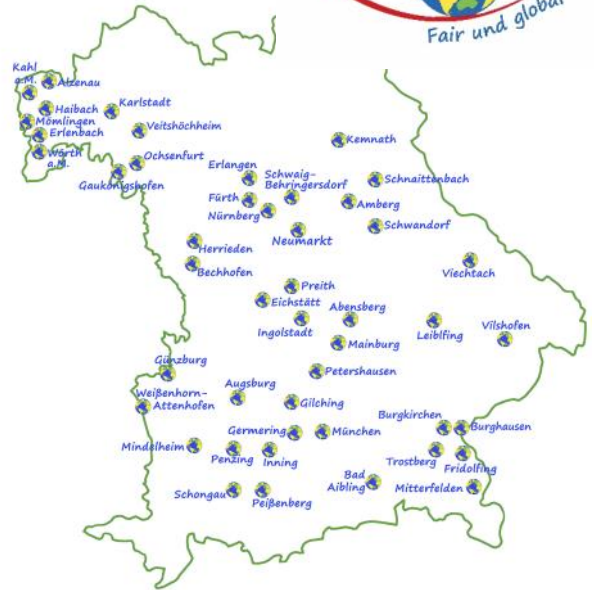 Fair und global
Kahl
a.M.
Alzenau
Haibach
Karlstadt
Mömlingen
Erlenbach
Veitshöchheim
Wörth
a.M.
Ochsenfurt
Gaukönigshofen
Kemnath
Erlangen
Schwaig-
Behringersdorf
Schnaittenbach
Fürth
Amberg
Nürnberg
Schwandorf
Neumarkt
Herrieden
Bechhofen
Viechtach
Preith
Eichstätt
Abensberg
Ingolstadt
Leiblfing
Vilshofen
Mainburg
Günzburg
Petershausen
Weißenhorn-
Attenhofen
Augsburg
Gilching
Burgkirchen
Burghausen
Germering
München
Mindelheim
Penzing
Inning
Trostberg
Fridolfing
Bad
Aibling
Mitterfelden
Schongau
Peißenberg